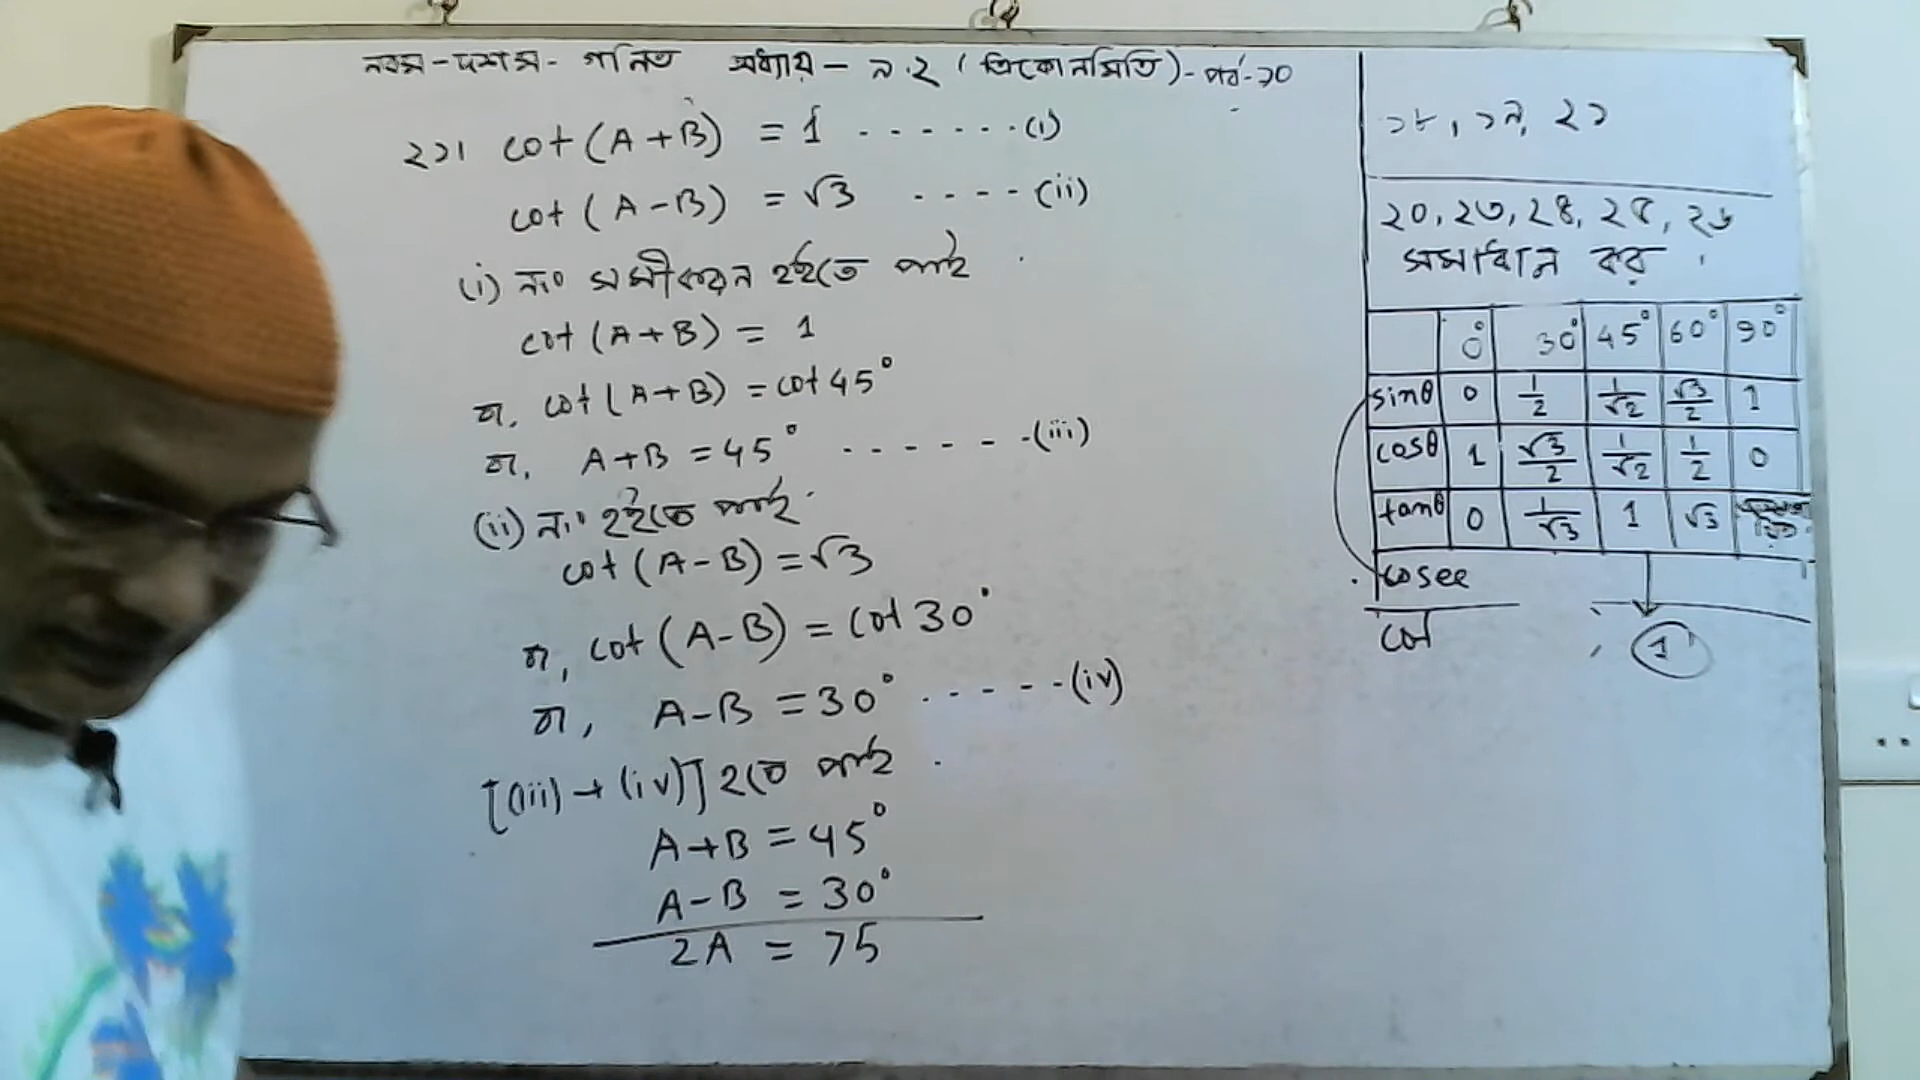 নবম-দশম- গনিত অধ্যায় - ৯.২ (ত্রিকোনমিতি)- পর্ব-১০
২১। cot (A+B) = 1 ....... (i)
cot (A-B) = √3 .... (ii)
(i) নং সমীকরন হইতে পাই
cot (A+B) = 1
বা, cot (A+B) = cot 45°
বা, A+B = 45° ...... (iii)
(ii) নং হইতে পাই
cot (A-B) = √3
বা, cot (A-B) = cot 30°
বা, A-B = 30° ..... (iv)
[(iii) + (iv)] হতে পাই
A+B = 45°
A-B = 30°
2A = 75
১৮, ১৯, ২১
২০, ২৩, ২৪, ২৫, ২৬
সমাধান কর
0° 30° 45° 60° 90°
sinθ 0 1/2 1/√2 √3/2 1
cosθ 1 √3/2 1/√2 1/2 0
tanθ 0 1/√3 1 √3
cosec
cot 1